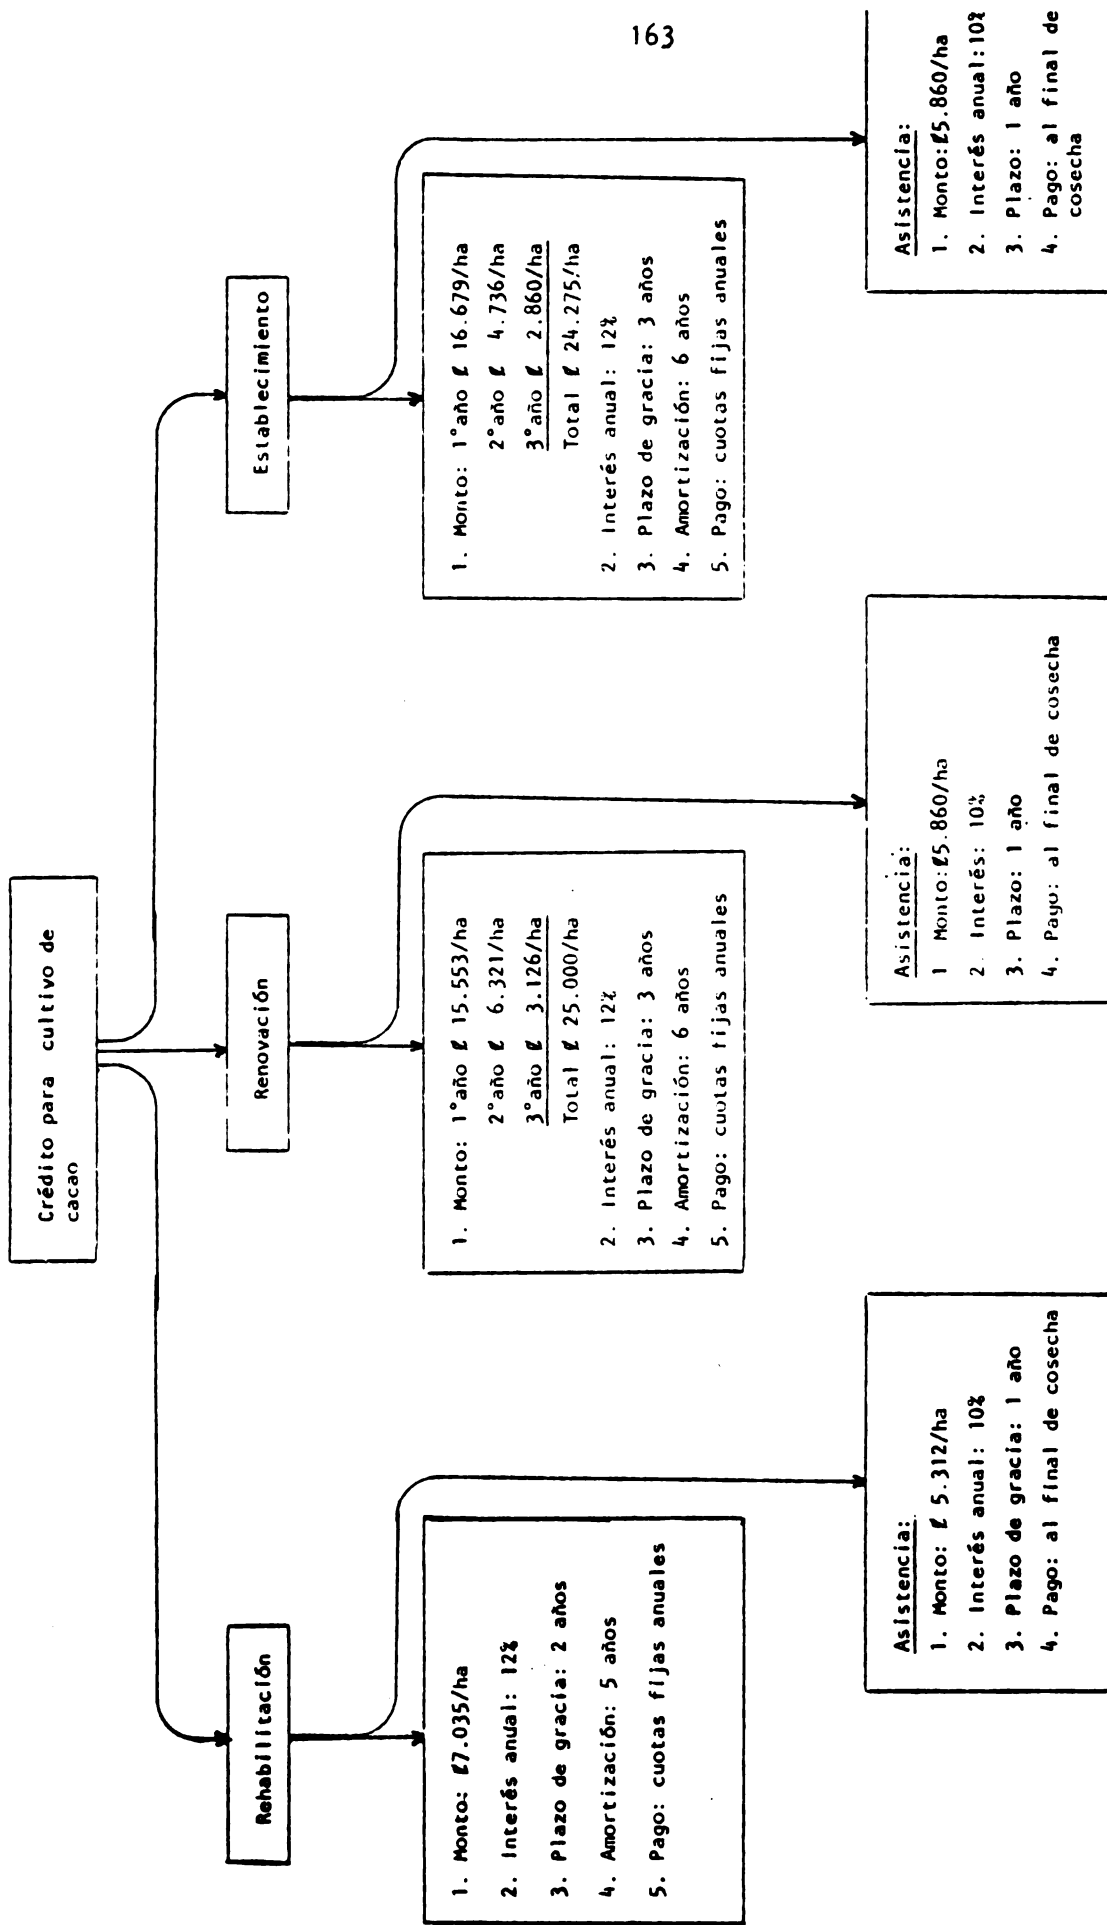 163
Crédito para cultivo de
cacao
Rehabilitación
1. Monto: ₡7.035/ha
2. Interés anual: 12%
3. Plazo de gracia: 2 años
4. Amortización: 5 años
5. Pago: cuotas fijas anuales
Asistencia:
1. Monto: ₡ 5.312/ha
2. Interés anual: 10%
3. Plazo de gracia: 1 año
4. Pago: al final de cosecha
Renovación
1. Monto: 1°año ₡ 15.553/ha
2°año ₡ 6.321/ha
3°año ₡ 3.126/ha
Total ₡ 25.000/ha
2. Interés anual: 12%
3. Plazo de gracia: 3 años
4. Amortización: 6 años
5. Pago: cuotas fijas anuales
Asistencia:
1 Monto: ₡5.860/ha
2. Interés: 10%
3. Plazo: 1 año
4. Pago: al final de cosecha
Establecimiento
1. Monto: 1°año ₡ 16.679/ha
2°año ₡ 4.736/ha
3°año ₡ 2.860/ha
Total ₡ 24.275/ha
2. Interés anual: 12%
3. Plazo de gracia: 3 años
4. Amortización: 6 años
5. Pago: cuotas fijas anuales
Asistencia:
1. Monto: ₡5.860/ha
2. Interés anual: 10%
3. Plazo: 1 año
4. Pago: al final de
cosecha